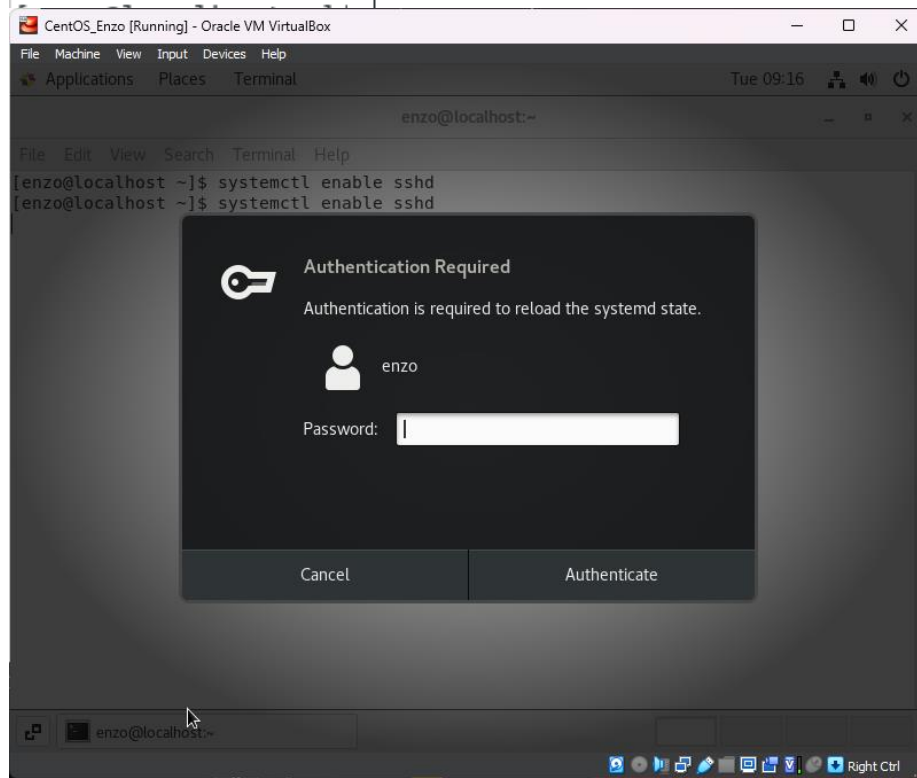 CentOS_Enzo [Running] - Oracle VM VirtualBox
File Machine View Input Devices Help
Applications Places Terminal Tue 09:16
enzo@localhost:~
File Edit View Search Terminal Help
[enzo@localhost ~]$ systemctl enable sshd
[enzo@localhost ~]$ systemctl enable sshd
Authentication Required
Authentication is required to reload the systemd state.
enzo
Password:
Cancel Authenticate
enzo@localhost:~
Right Ctrl